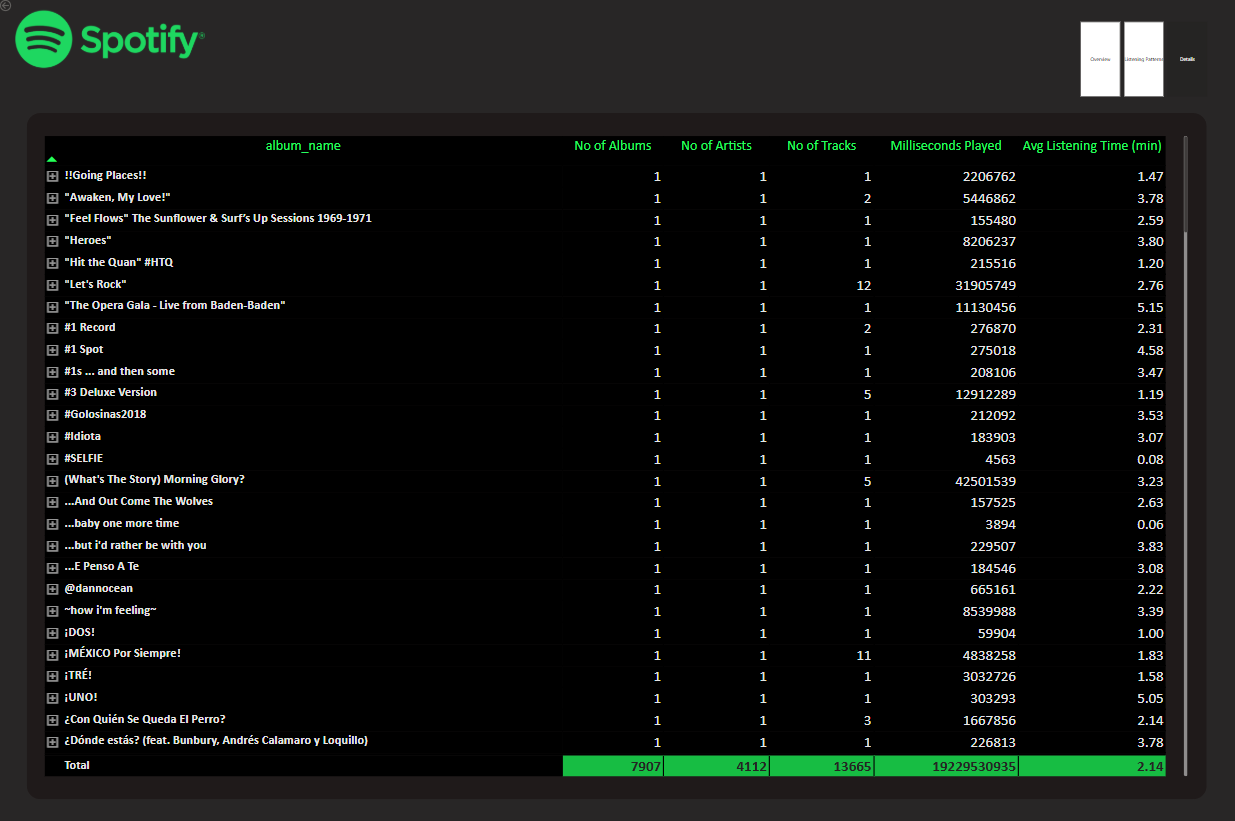 Spotify®
Overview Listening Patterns Details
album_name No of Albums No of Artists No of Tracks Milliseconds Played Avg Listening Time (min)
!!Going Places!! 1 1 1 2206762 1.47
"Awaken, My Love!" 1 1 2 5446862 3.78
"Feel Flows" The Sunflower & Surf’s Up Sessions 1969-1971 1 1 1 155480 2.59
"Heroes" 1 1 1 8206237 3.80
"Hit the Quan" #HTQ 1 1 1 215516 1.20
"Let's Rock" 1 1 12 31905749 2.76
"The Opera Gala - Live from Baden-Baden" 1 1 1 11130456 5.15
#1 Record 1 1 2 276870 2.31
#1 Spot 1 1 1 275018 4.58
#1s ... and then some 1 1 1 208106 3.47
#3 Deluxe Version 1 1 5 12912289 1.19
#Golosinas2018 1 1 1 212092 3.53
#Idiota 1 1 1 183903 3.07
#SELFIE 1 1 1 4563 0.08
(What's The Story) Morning Glory? 1 1 5 42501539 3.23
...And Out Come The Wolves 1 1 1 157525 2.63
...baby one more time 1 1 1 3894 0.06
...but i'd rather be with you 1 1 1 229507 3.83
...E Penso A Te 1 1 1 184546 3.08
@dannocean 1 1 1 665161 2.22
~how i'm feeling~ 1 1 1 8539988 3.39
¡DOS! 1 1 1 59904 1.00
¡MÉXICO Por Siempre! 1 1 11 4838258 1.83
¡TRÉ! 1 1 1 3032726 1.58
¡UNO! 1 1 1 303293 5.05
¿Con Quién Se Queda El Perro? 1 1 3 1667856 2.14
¿Dónde estás? (feat. Bunbury, Andrés Calamaro y Loquillo) 1 1 1 226813 3.78
Total 7907 4112 13665 19229530935 2.14